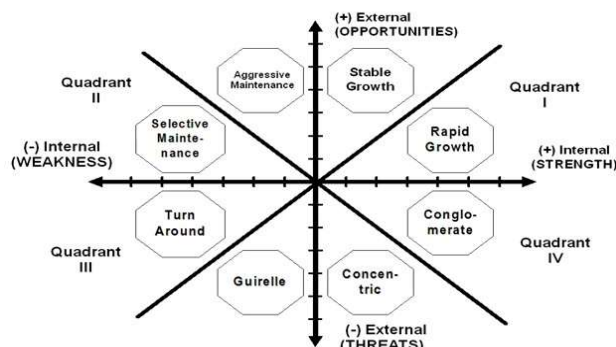 (+) External
(OPPORTUNITIES)
Aggressive
Maintenance
Stable
Growth
Quadrant
II
Quadrant
I
Selective
Mainte-
nance
Rapid
Growth
(-) Internal
(WEAKNESS)
(+) Internal
(STRENGTH)
Turn
Around
Conglo-
merate
Quadrant
III
Quadrant
IV
Guirelle
Concen-
tric
(-) External
(THREATS)